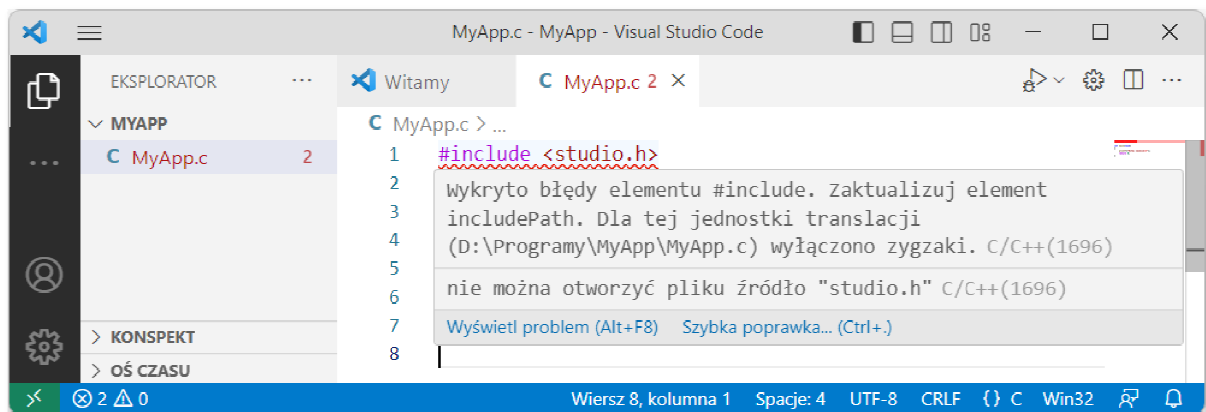 MyApp.c - MyApp - Visual Studio Code
EKSPLORATOR ...
MYAPP
C MyApp.c 2
KONSPEKT
OŚ CZASU
Witamy
C MyApp.c 2
C MyApp.c > ...
1 #include <studio.h>
2
3
4
5
6
7
8
Wykryto błędy elementu #include. Zaktualizuj element
includePath. Dla tej jednostki translacji
(D:\Programy\MyApp\MyApp.c) wyłączono zygzaki. C/C++(1696)
nie można otworzyć pliku źródło "studio.h" C/C++(1696)
Wyświetl problem (Alt+F8) Szybka poprawka... (Ctrl+.)
2 0 Wiersz 8, kolumna 1 Spacje: 4 UTF-8 CRLF {} C Win32